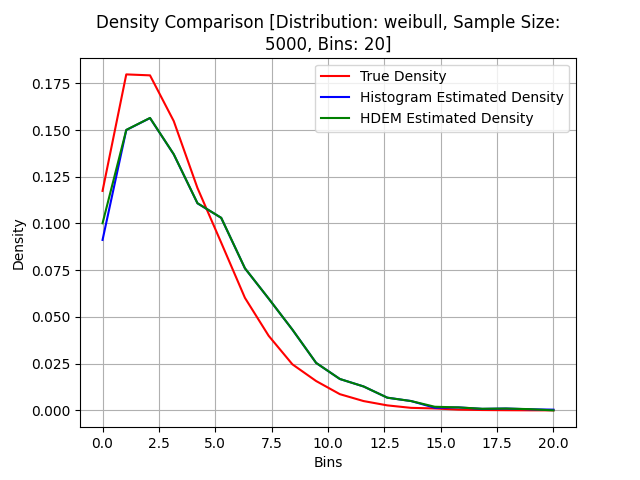 Density Comparison [Distribution: weibull, Sample Size:
5000, Bins: 20]
True Density
Histogram Estimated Density
HDEM Estimated Density
Density
0.175
0.150
0.125
0.100
0.075
0.050
0.025
0.000
0.0 2.5 5.0 7.5 10.0 12.5 15.0 17.5 20.0
Bins